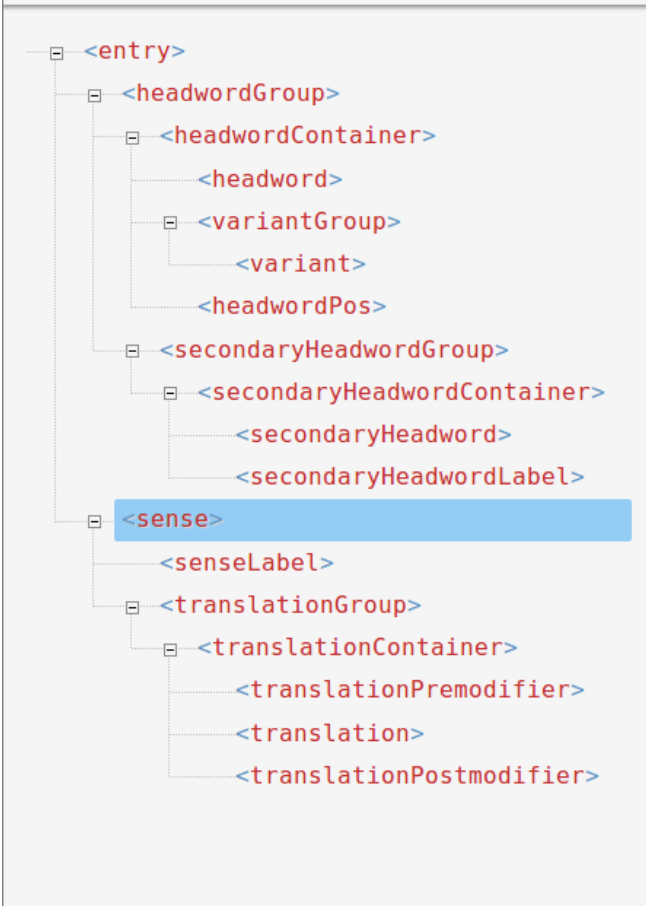 <entry>
<headwordGroup>
<headwordContainer>
<headword>
<variantGroup>
<variant>
<headwordPos>
<secondaryHeadwordGroup>
<secondaryHeadwordContainer>
<secondaryHeadword>
<secondaryHeadwordLabel>
<sense>
<senseLabel>
<translationGroup>
<translationContainer>
<translationPremodifier>
<translation>
<translationPostmodifier>